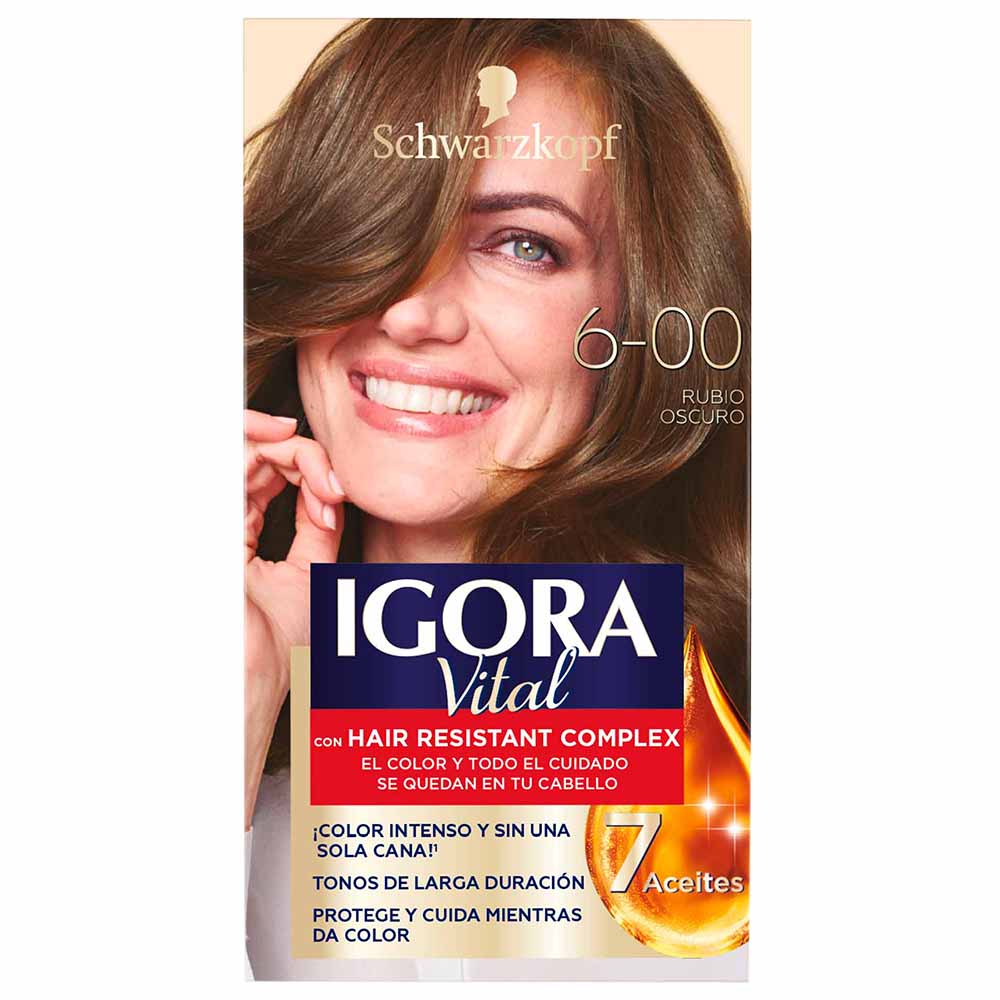 Schwarzkopf
6-00
RUBIO
OSCURO
IGORA
Vital
CON HAIR RESISTANT COMPLEX
EL COLOR Y TODO EL CUIDADO
SE QUEDAN EN TU CABELLO
¡COLOR INTENSO Y SIN UNA
SOLA CANA!¹
TONOS DE LARGA DURACIÓN
PROTEGE Y CUIDA MIENTRAS
DA COLOR
7
Aceites